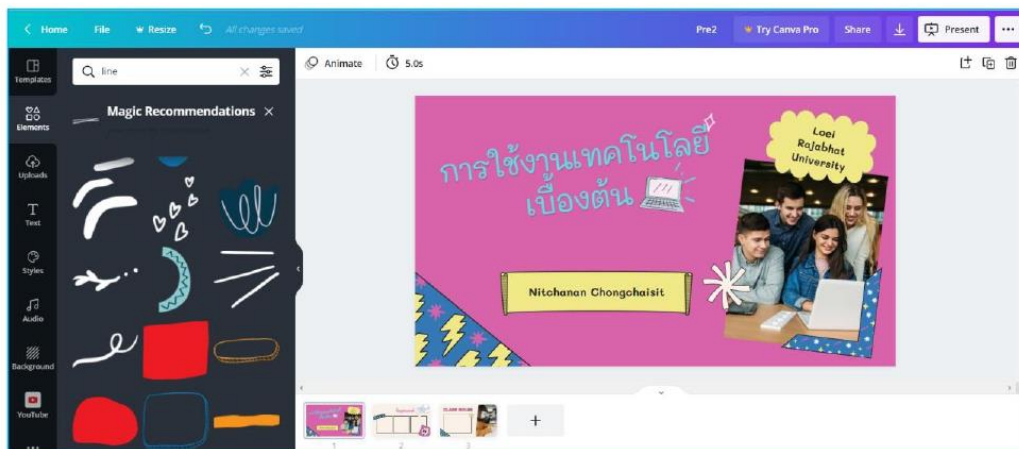 Home File Resize All changes saved Pre2 Try Canva Pro Share Present
Templates
Elements
Uploads
Text
Styles
Audio
Background
YouTube
line
Magic Recommendations
Animate 5.0s
การใช้งานเทคโนโลยี
เบื้องต้น
Loei
Rajabhat
University
Nitchanan Chongchaisit
1 2 3